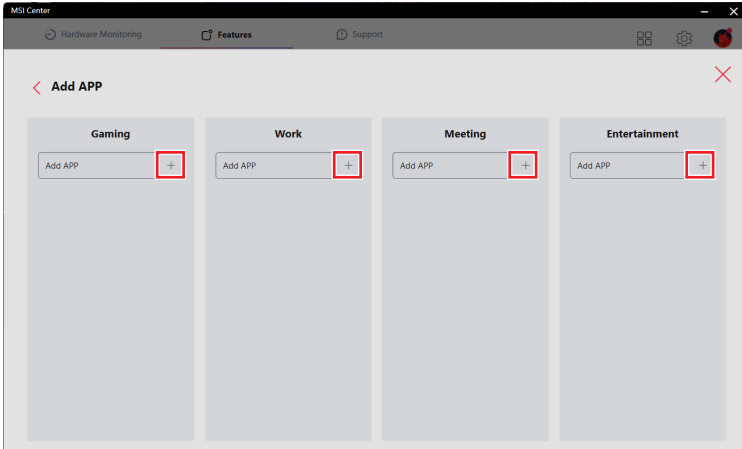 MSI Center
Hardware Monitoring Features Support
Add APP
Gaming Work Meeting Entertainment
Add APP Add APP Add APP Add APP